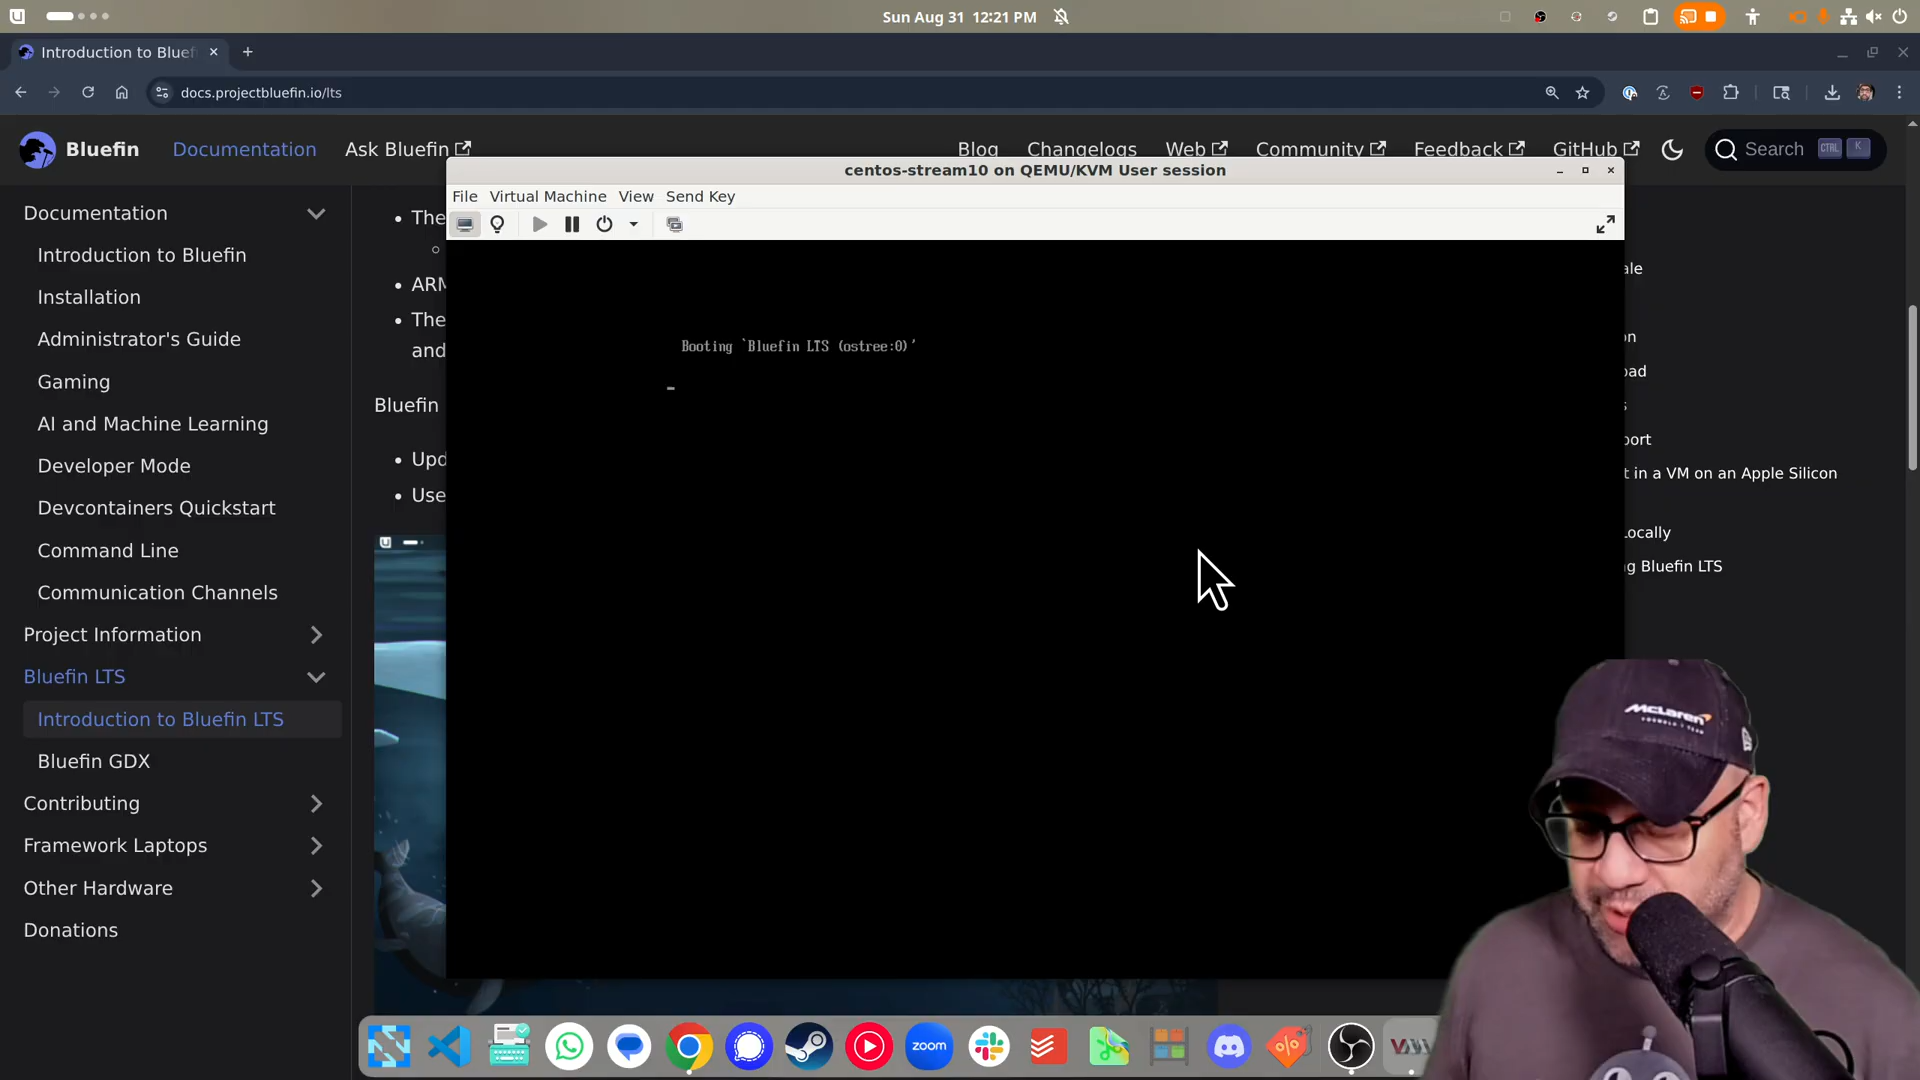 Sun Aug 31 12:21 PM
Introduction to Bluef
docs.projectbluefin.io/lts
Bluefin
Documentation
Ask Bluefin
Blog
Changelogs
Web
Community
Feedback
GitHub
Search
CTRL
K
centos-stream10 on QEMU/KVM User session
File
Virtual Machine
View
Send Key
Booting `Bluefin LTS (ostree:0)'
Documentation
Introduction to Bluefin
Installation
Administrator's Guide
Gaming
AI and Machine Learning
Developer Mode
Devcontainers Quickstart
Command Line
Communication Channels
Project Information
Bluefin LTS
Introduction to Bluefin LTS
Bluefin GDX
Contributing
Framework Laptops
Other Hardware
Donations
The
ARM
The
and
Bluefin
Upd
Use
ale
on
oad
s
port
t in a VM on an Apple Silicon
Locally
g Bluefin LTS
McLaren
FORMULA 1 TEAM
zoom